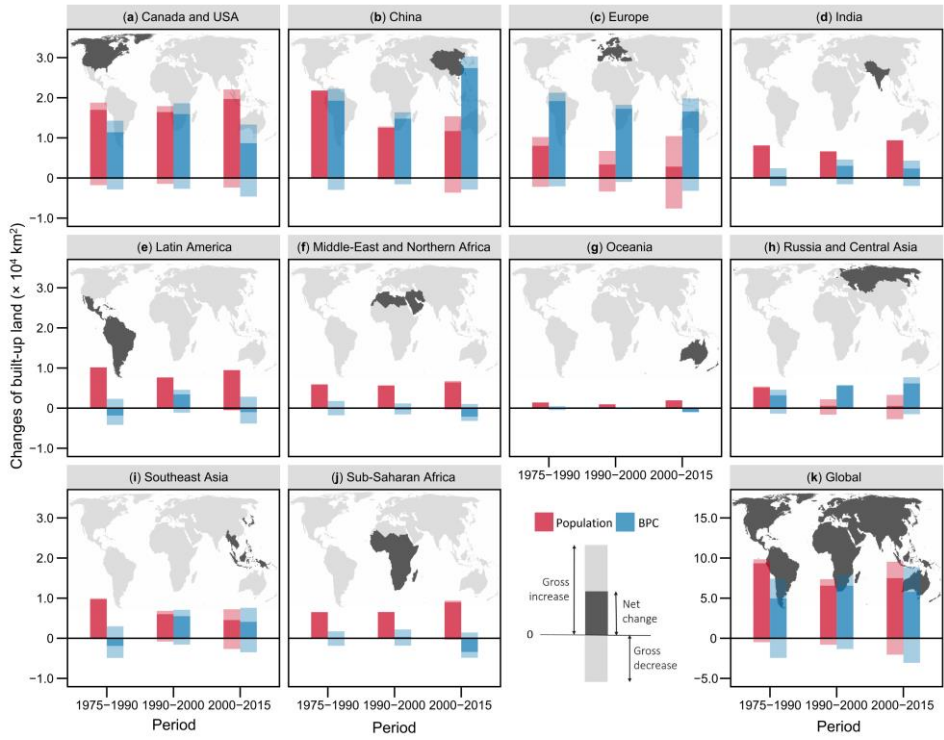 (a) Canada and USA
(b) China
(c) Europe
(d) India
3.0
2.0
1.0
0
−1.0
(e) Latin America
(f) Middle-East and Northern Africa
(g) Oceania
(h) Russia and Central Asia
Changes of built-up land (× 10⁴ km²)
3.0
2.0
1.0
0
−1.0
1975−1990 1990−2000 2000−2015
(i) Southeast Asia
(j) Sub-Saharan Africa
(k) Global
3.0
2.0
1.0
0
−1.0
Population BPC
Gross
increase
Net
change
0
Gross
decrease
15.0
10.0
5.0
0
−5.0
1975−1990 1990−2000 2000−2015
Period
1975−1990 1990−2000 2000−2015
Period
1975−1990 1990−2000 2000−2015
Period